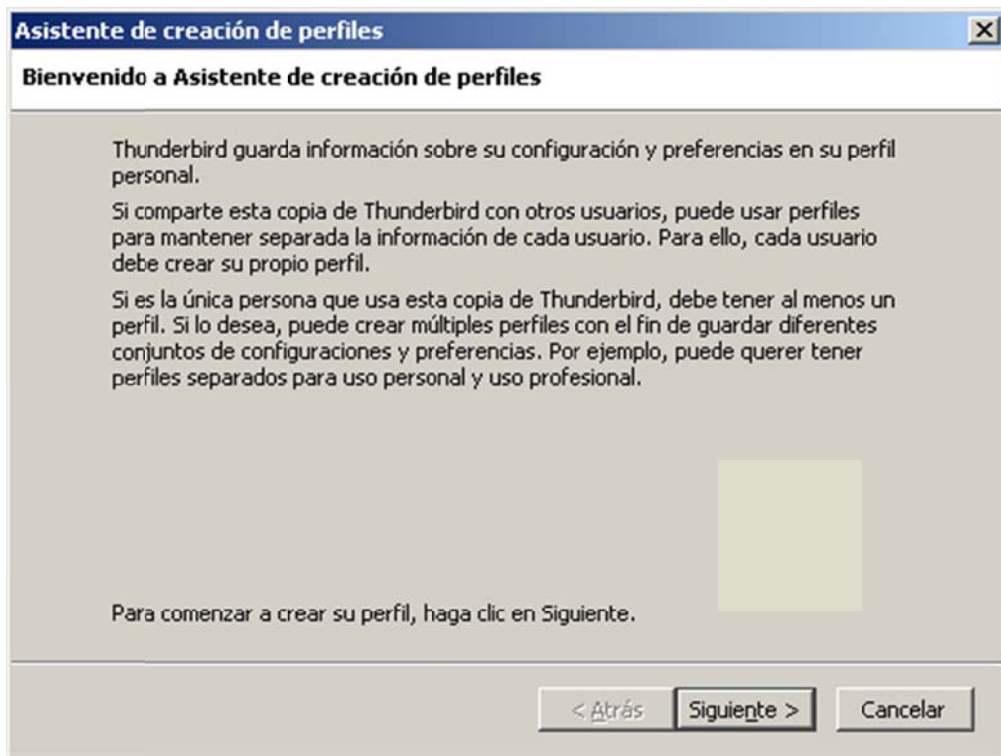 Asistente de creación de perfiles
Bienvenido a Asistente de creación de perfiles
Thunderbird guarda información sobre su configuración y preferencias en su perfil
personal.
Si comparte esta copia de Thunderbird con otros usuarios, puede usar perfiles
para mantener separada la información de cada usuario. Para ello, cada usuario
debe crear su propio perfil.
Si es la única persona que usa esta copia de Thunderbird, debe tener al menos un
perfil. Si lo desea, puede crear múltiples perfiles con el fin de guardar diferentes
conjuntos de configuraciones y preferencias. Por ejemplo, puede querer tener
perfiles separados para uso personal y uso profesional.
Para comenzar a crear su perfil, haga clic en Siguiente.
< Atrás Siguiente > Cancelar